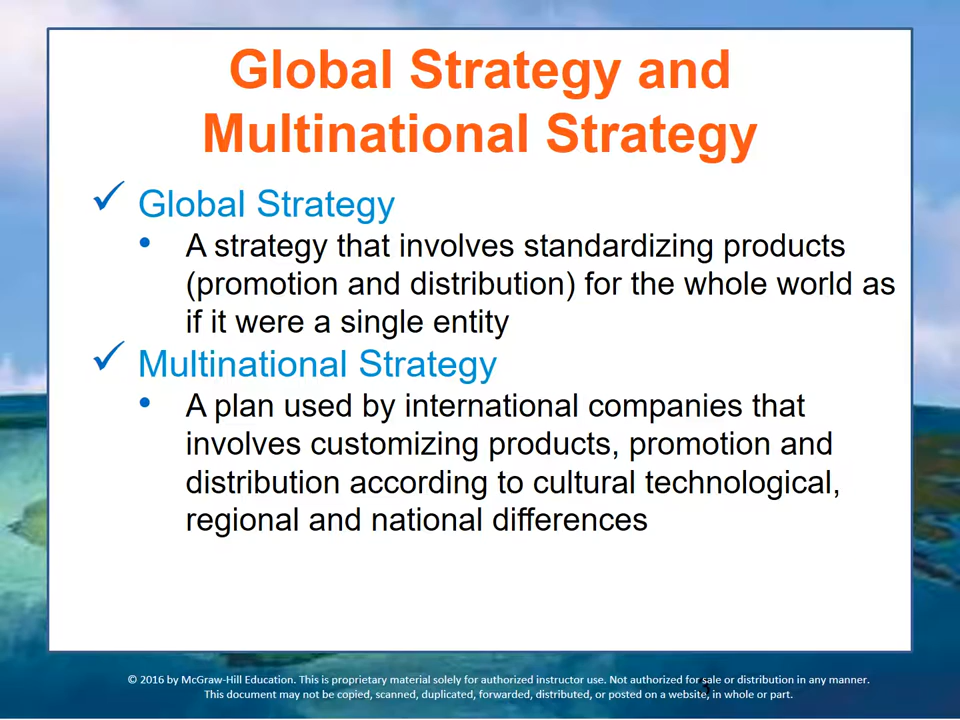 Global Strategy and
Multinational Strategy
Global Strategy
A strategy that involves standardizing products
(promotion and distribution) for the whole world as
if it were a single entity
Multinational Strategy
A plan used by international companies that
involves customizing products, promotion and
distribution according to cultural technological,
regional and national differences
© 2016 by McGraw-Hill Education. This is proprietary material solely for authorized instructor use. Not authorized for sale or distribution in any manner.
This document may not be copied, scanned, duplicated, forwarded, distributed, or posted on a website, in whole or part.